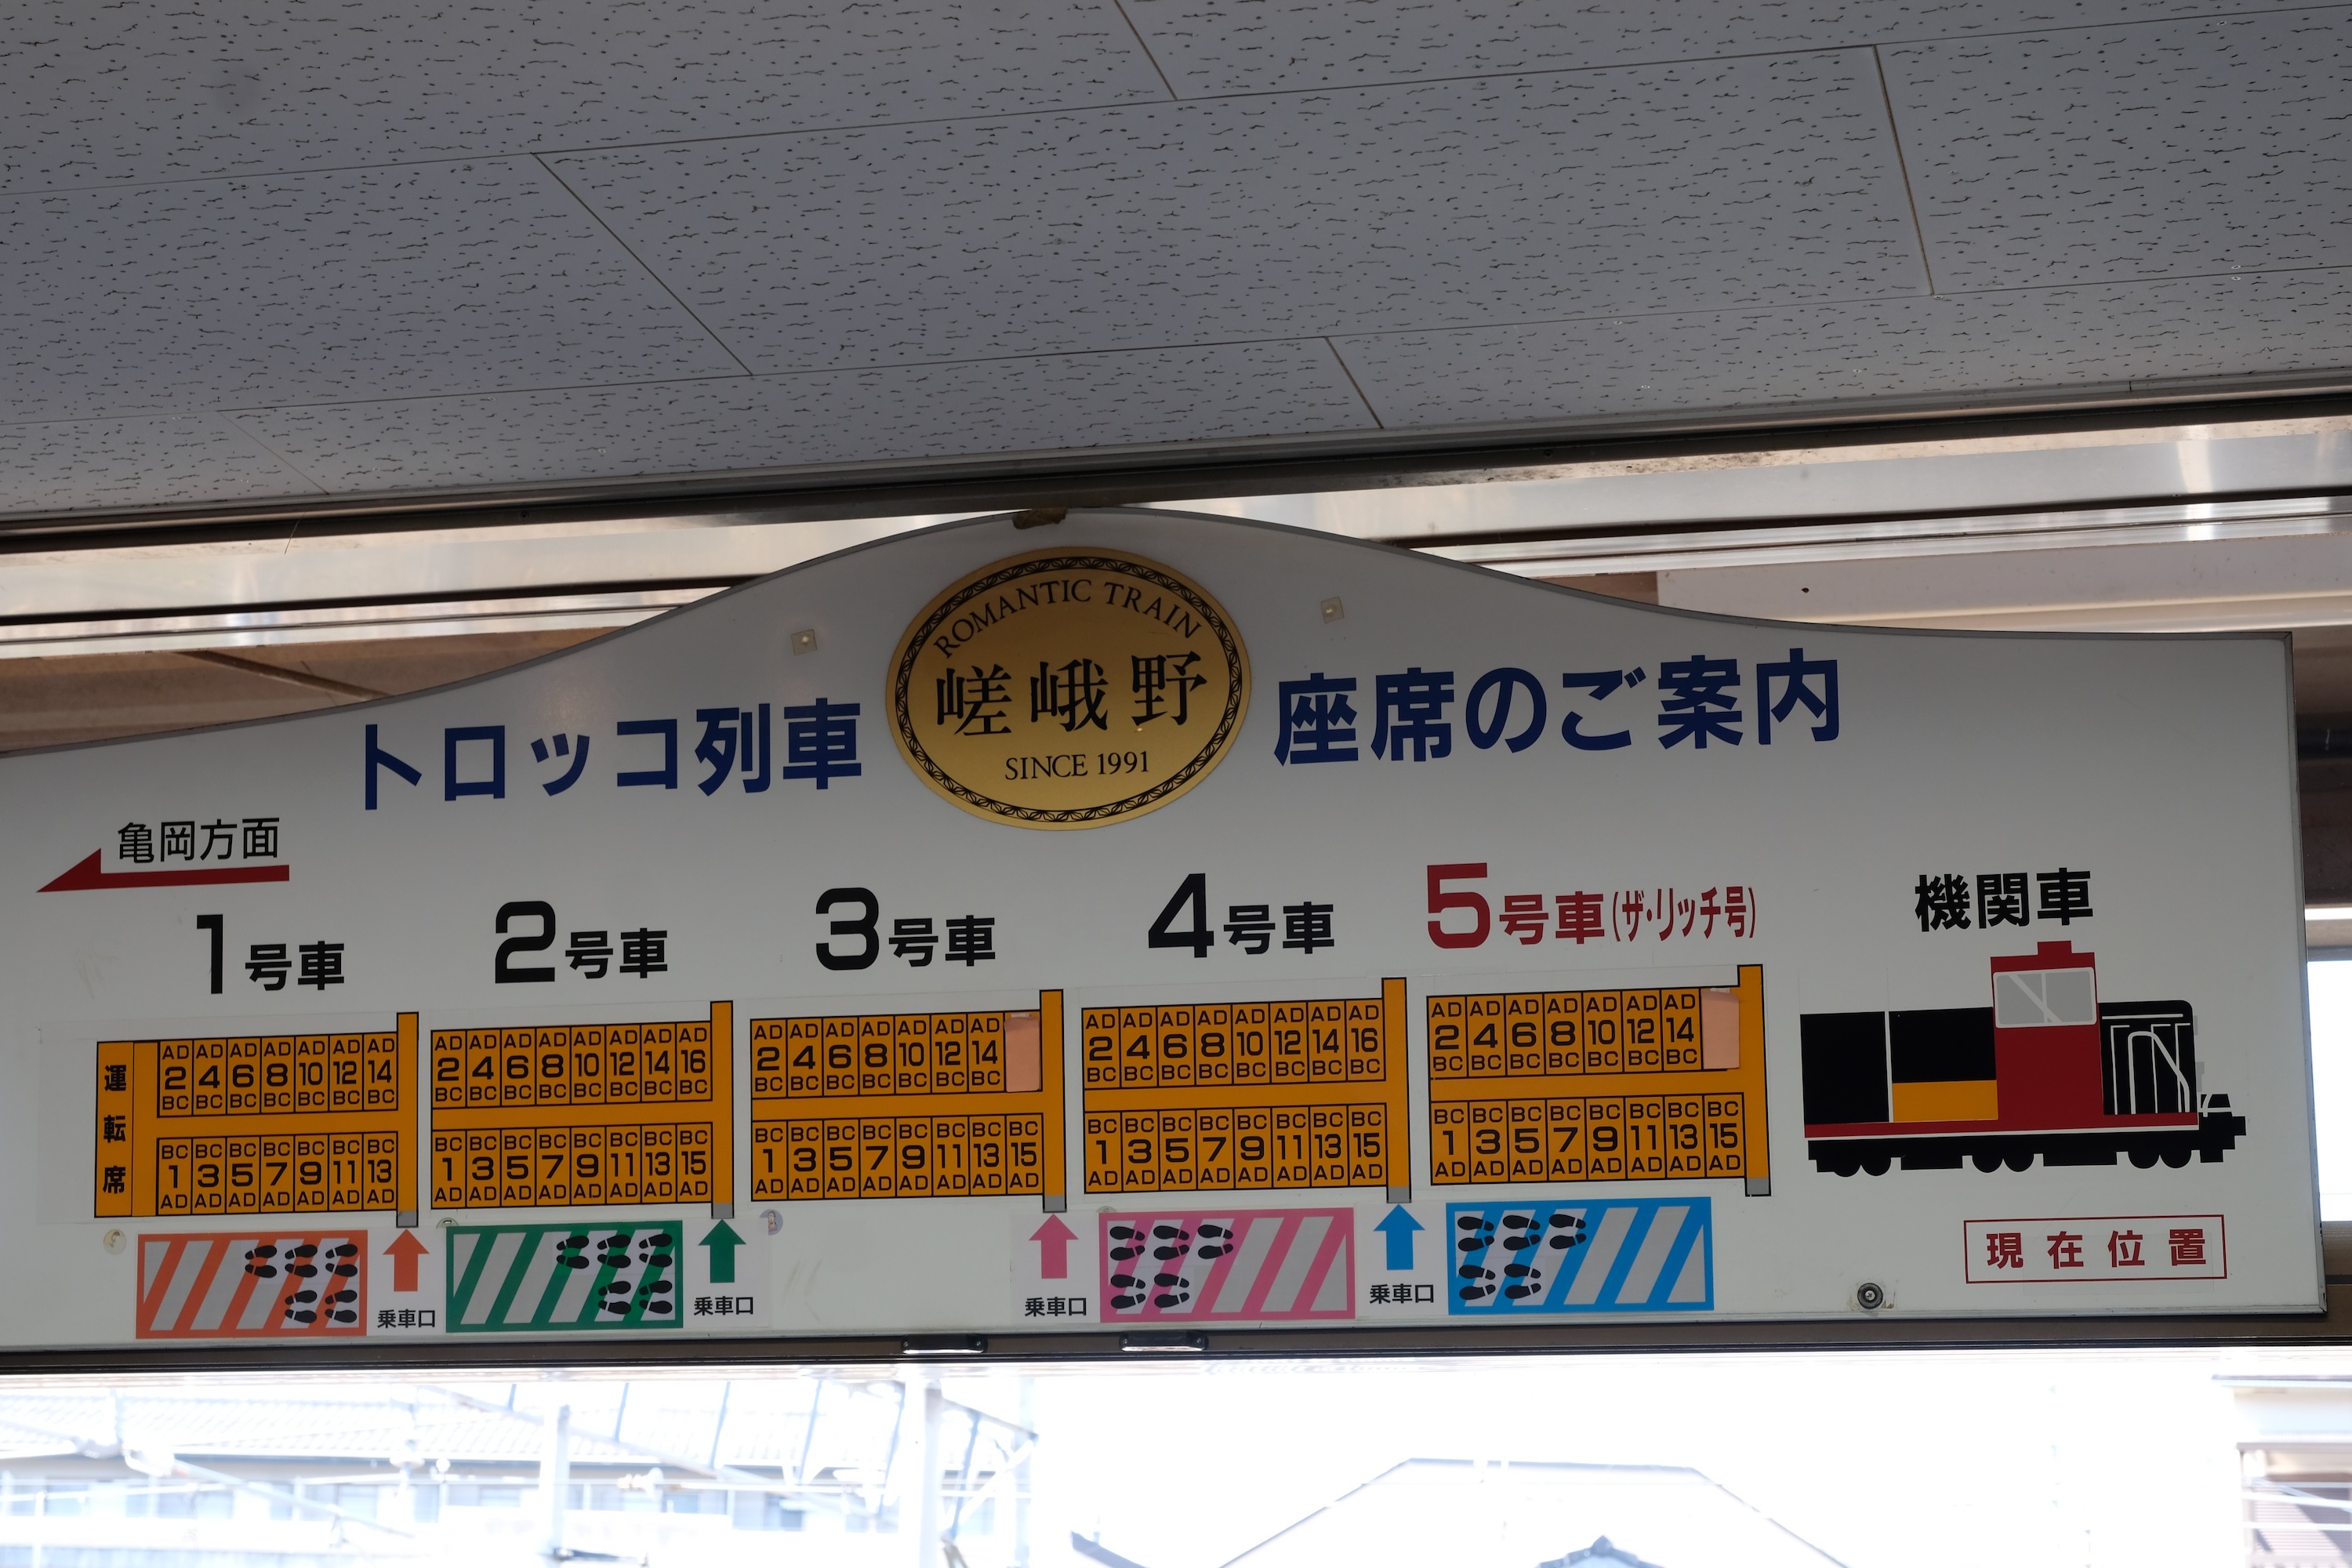 ROMANTIC TRAIN
嵯峨野
SINCE 1991
トロッコ列車 座席のご案内
亀岡方面
1号車 2号車 3号車 4号車 5号車(ザ・リッチ号) 機関車
運転席
AD AD AD AD AD AD AD
2 4 6 8 10 12 14
BC BC BC BC BC BC BC
BC BC BC BC BC BC BC
1 3 5 7 9 11 13
AD AD AD AD AD AD AD
AD AD AD AD AD AD AD AD
2 4 6 8 10 12 14 16
BC BC BC BC BC BC BC BC
BC BC BC BC BC BC BC BC
1 3 5 7 9 11 13 15
AD AD AD AD AD AD AD AD
AD AD AD AD AD AD AD
2 4 6 8 10 12 14
BC BC BC BC BC BC BC
BC BC BC BC BC BC BC BC
1 3 5 7 9 11 13 15
AD AD AD AD AD AD AD AD
AD AD AD AD AD AD AD AD
2 4 6 8 10 12 14 16
BC BC BC BC BC BC BC BC
BC BC BC BC BC BC BC BC
1 3 5 7 9 11 13 15
AD AD AD AD AD AD AD AD
AD AD AD AD AD AD AD
2 4 6 8 10 12 14
BC BC BC BC BC BC BC
BC BC BC BC BC BC BC BC
1 3 5 7 9 11 13 15
AD AD AD AD AD AD AD AD
乗車口 乗車口 乗車口 乗車口
現在位置